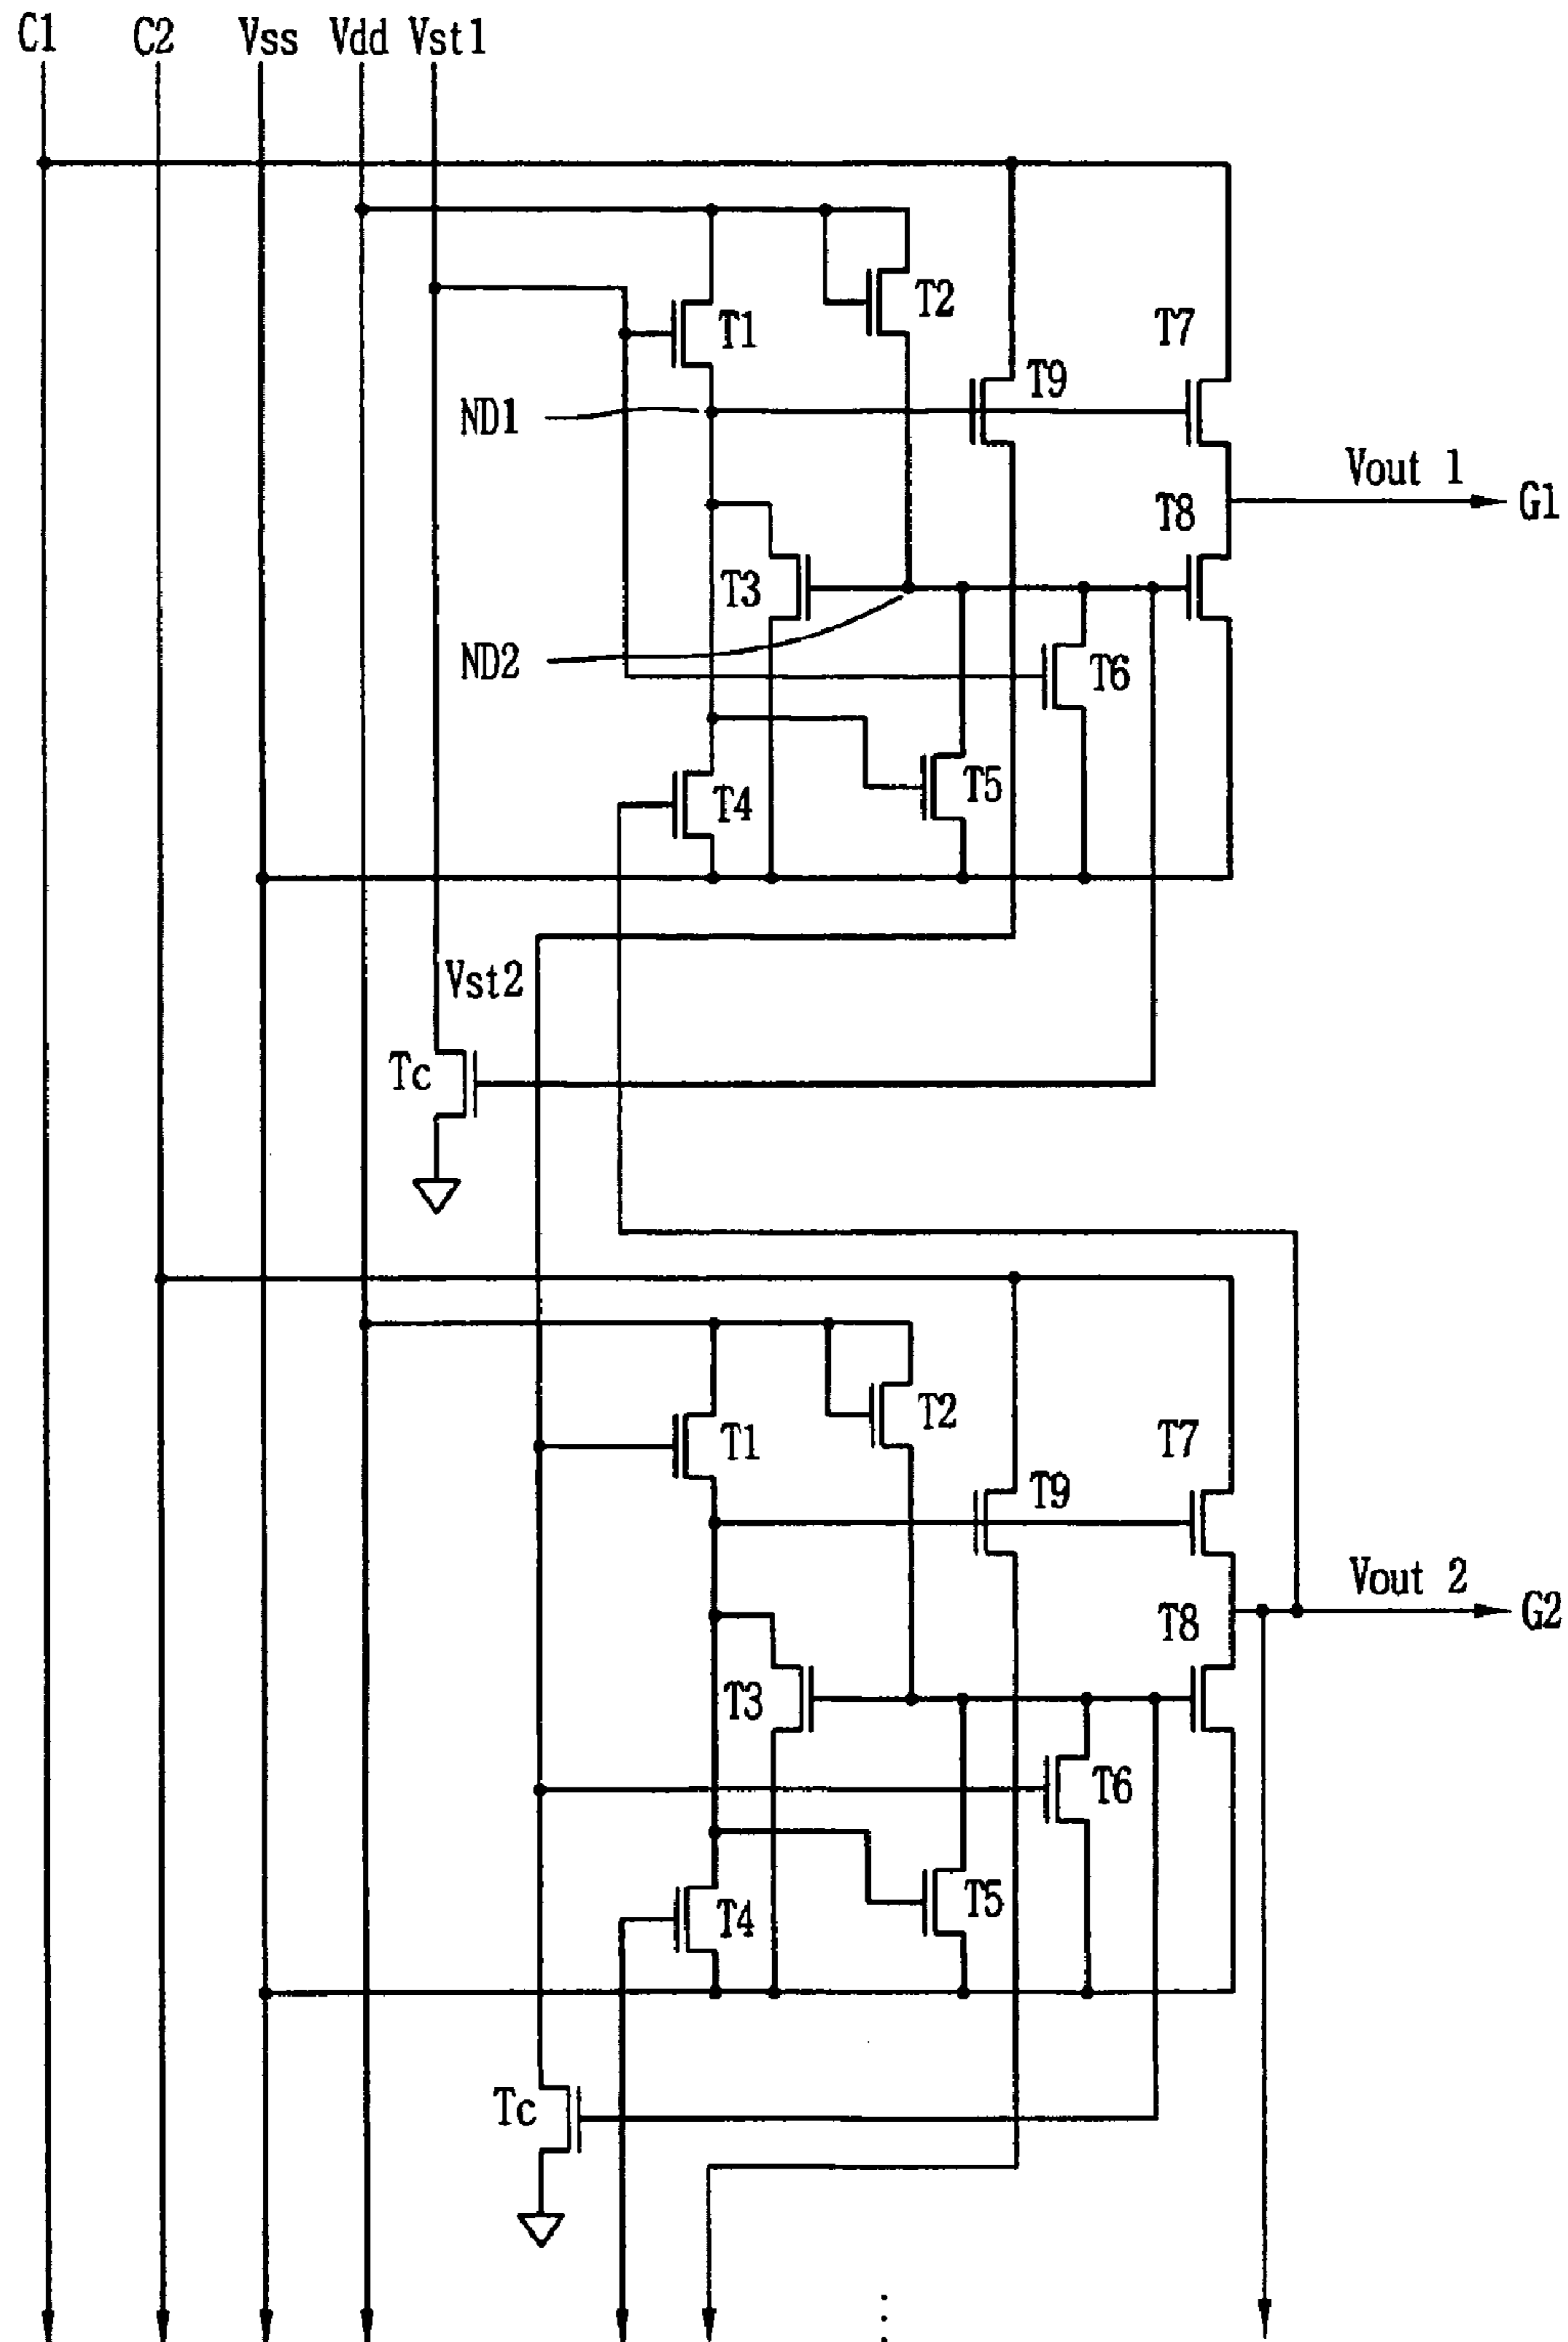 C1 C2 Vss Vdd Vst1
T2
T1
T7
T9
ND1
Vout 1
G1
T8
T3
ND2
T6
T5
T4
Vst2
Tc
T2
T1
T7
T9
Vout 2
G2
T8
T3
T6
T5
T4
Tc